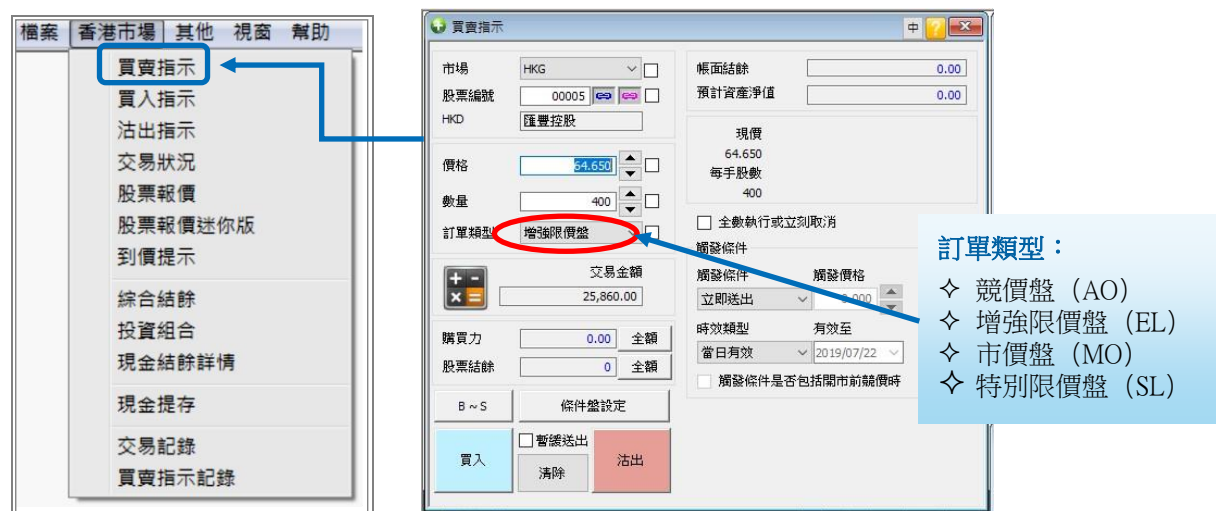 檔案 香港市場 其他 視窗 幫助
買賣指示
買入指示
沽出指示
交易狀況
股票報價
股票報價迷你版
到價提示
綜合結餘
投資組合
現金結餘詳情
現金提存
交易記錄
買賣指示記錄
買賣指示
中 ?
市場 HKG
股票編號 00005
HKD 匯豐控股
價格 64.650
數量 400
訂單類型 增強限價盤
交易金額
25,860.00
購買力 0.00 全額
股票結餘 0 全額
B ~ S 條件盤設定
買入
暫緩送出
清除
沽出
帳面結餘 0.00
預計資產淨值 0.00
現價
64.650
每手股數
400
全數執行或立刻取消
觸發條件
觸發條件 觸發價格
立即送出 0.000
時效類型 有效至
當日有效 2019/07/22
觸發條件是否包括開市前競價時
訂單類型：
✧ 競價盤（AO）
✧ 增強限價盤（EL）
✧ 市價盤（MO）
✧ 特別限價盤（SL）